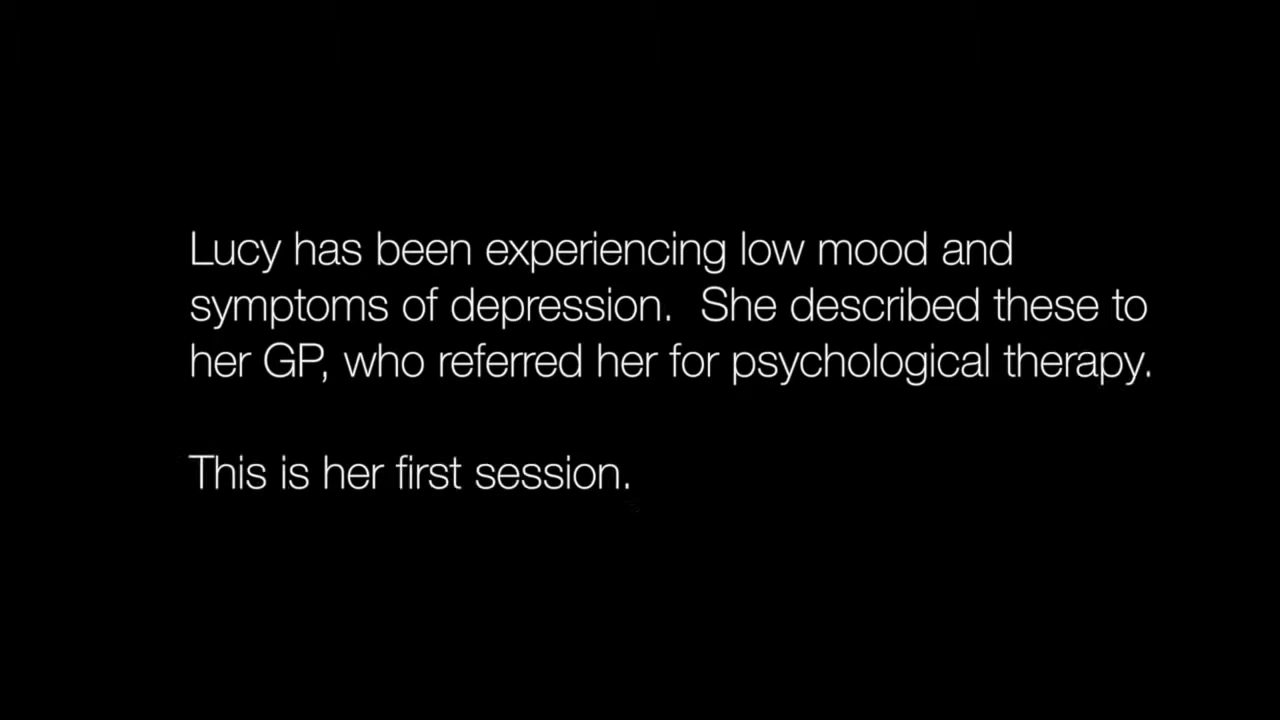 Lucy has been experiencing low mood and
symptoms of depression.  She described these to
her GP, who referred her for psychological therapy.
This is her first session.